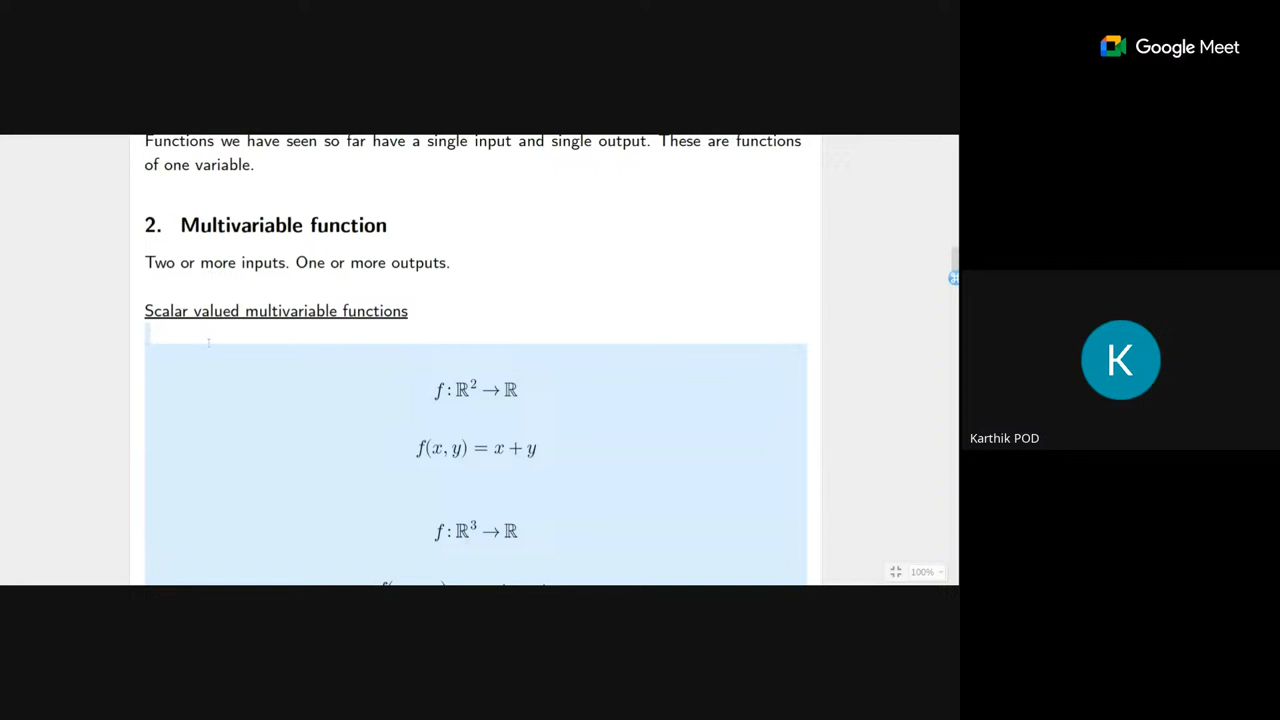 Google Meet
Functions we have seen so far have a single input and single output. These are functions
of one variable.
2. Multivariable function
Two or more inputs. One or more outputs.
Scalar valued multivariable functions
f : ℝ² → ℝ
f(x, y) = x + y
f : ℝ³ → ℝ
K
Karthik POD
100%